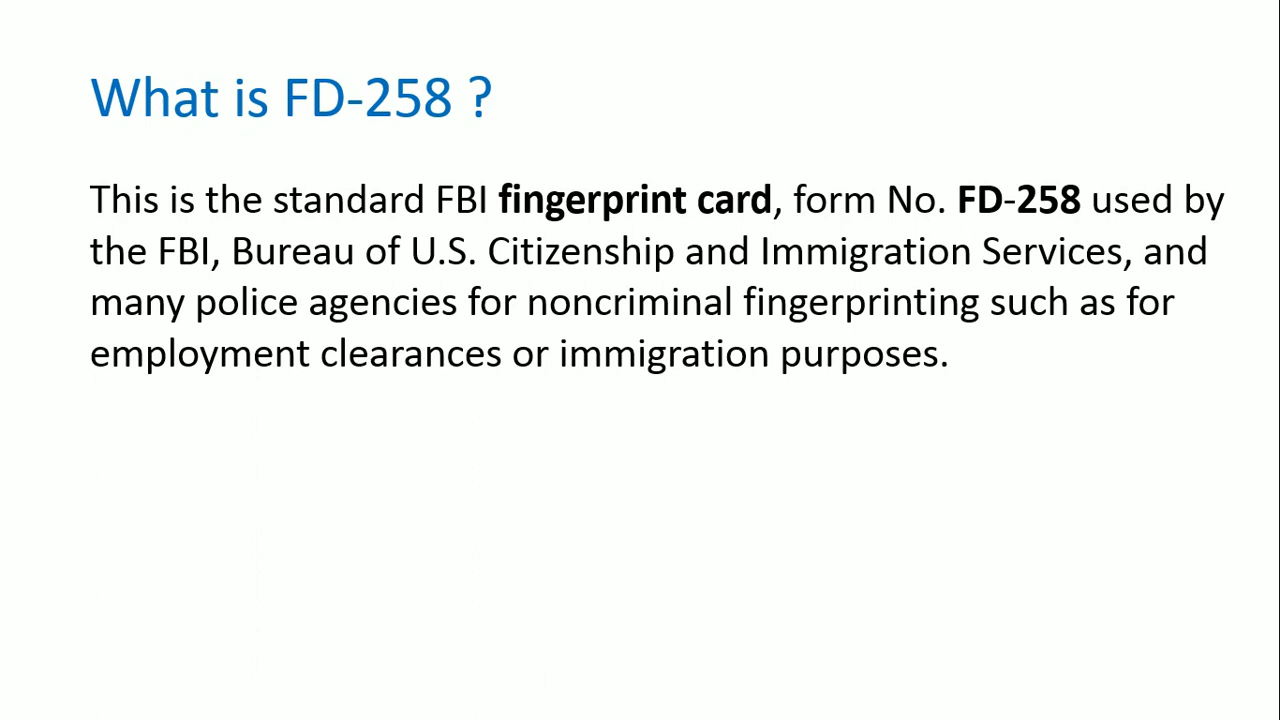 What is FD-258 ?
This is the standard FBI fingerprint card, form No. FD-258 used by
the FBI, Bureau of U.S. Citizenship and Immigration Services, and
many police agencies for noncriminal fingerprinting such as for
employment clearances or immigration purposes.